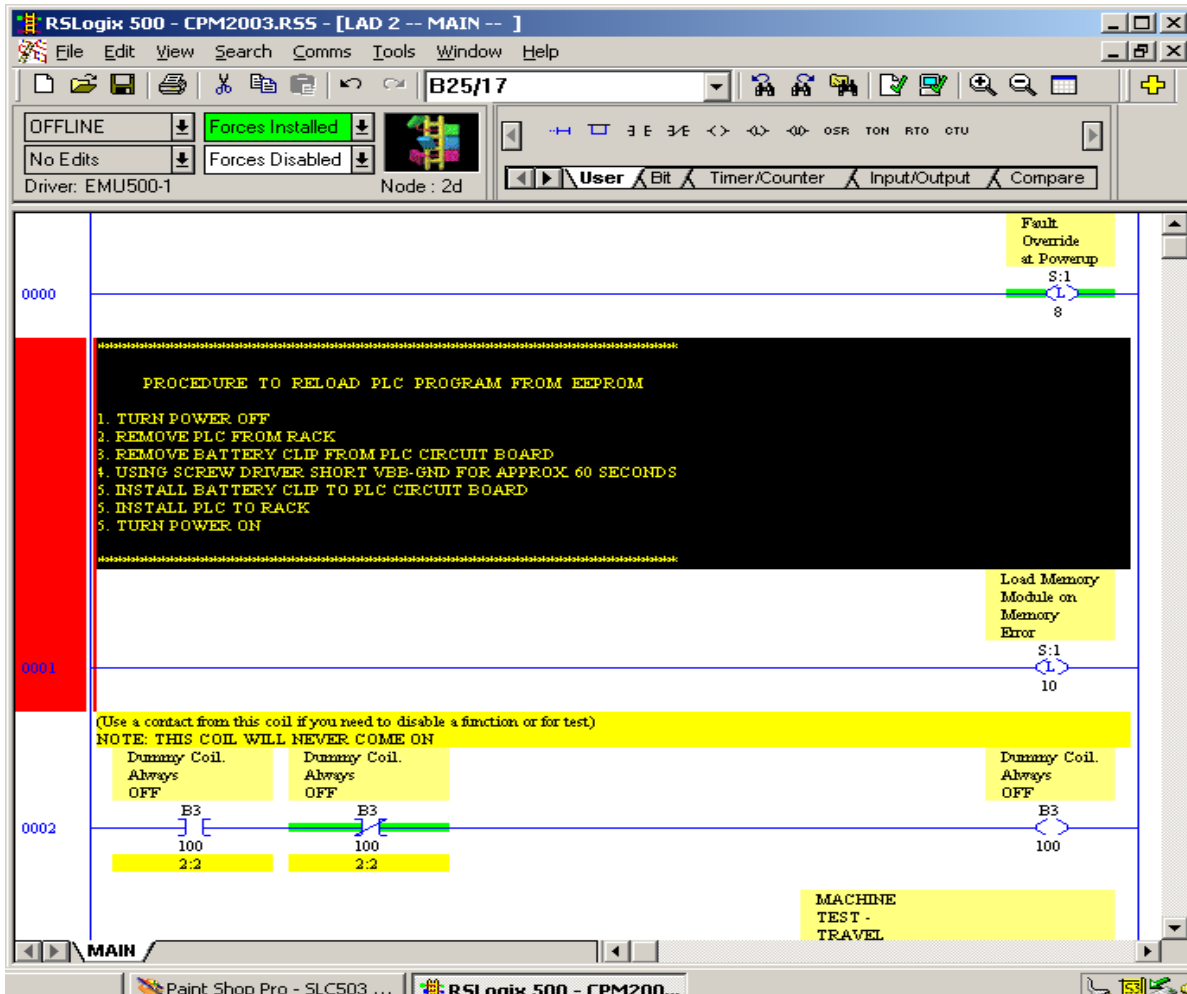 RSLogix 500 - CPM2003.RSS - [LAD 2 -- MAIN -- ]
File Edit View Search Comms Tools Window Help
B25/17
OFFLINE
Forces Installed
No Edits
Forces Disabled
Driver: EMU500-1
Node : 2d
OSR TON RTO CTU
User Bit Timer/Counter Input/Output Compare
Fault
Override
at Powerup
S:1
0000
L
8
PROCEDURE TO RELOAD PLC PROGRAM FROM EEPROM
1. TURN POWER OFF
2. REMOVE PLC FROM RACK
3. REMOVE BATTERY CLIP FROM PLC CIRCUIT BOARD
4. USING SCREW DRIVER SHORT VBB-GND FOR APPROX. 60 SECONDS
5. INSTALL BATTERY CLIP TO PLC CIRCUIT BOARD
5. INSTALL PLC TO RACK
5. TURN POWER ON
Load Memory
Module on
Memory
Error
S:1
0001
L
10
(Use a contact from this coil if you need to disable a function or for test)
NOTE: THIS COIL WILL NEVER COME ON
Dummy Coil. Dummy Coil. Dummy Coil.
Always Always Always
OFF OFF OFF
B3 B3 B3
0002
100 100 100
2:2 2:2
MACHINE
TEST -
TRAVEL
MAIN
Paint Shop Pro - SLC503 ... RSLogix 500 - CPM200...